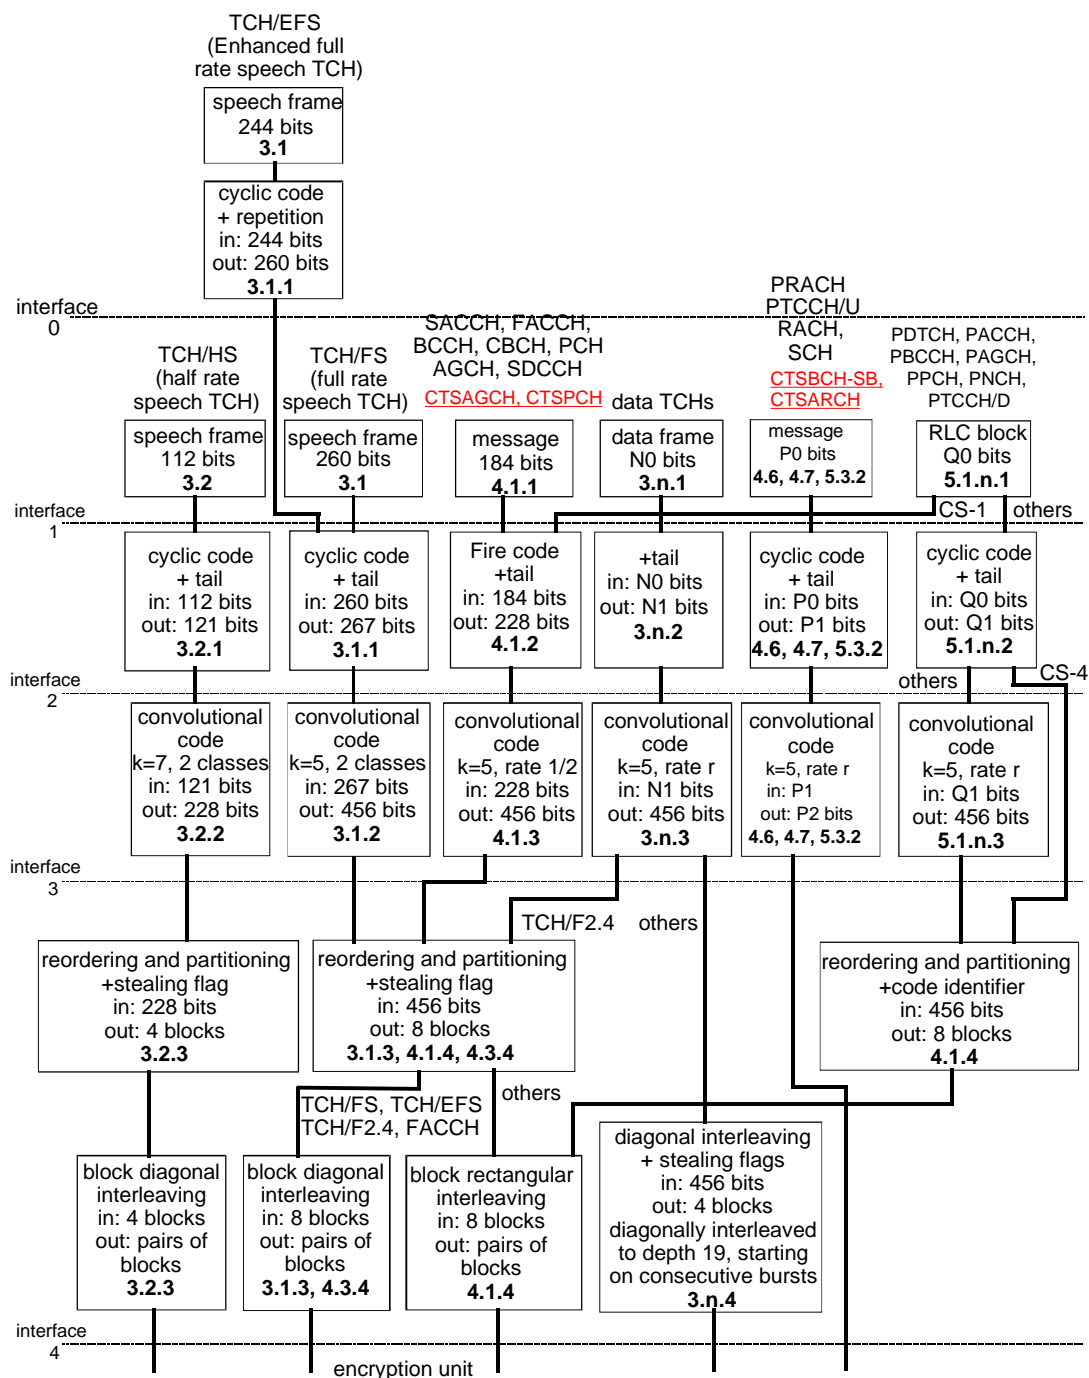 TCH/EFS
(Enhanced full
rate speech TCH)
speech frame
244 bits
3.1
cyclic code
+ repetition
in: 244 bits
out: 260 bits
3.1.1
interface
0
TCH/HS
(half rate
speech TCH)
speech frame
112 bits
3.2
TCH/FS
(full rate
speech TCH)
speech frame
260 bits
3.1
SACCH, FACCH,
BCCH, CBCH, PCH
AGCH, SDCCH
CTSAGCH, CTSPCH
message
184 bits
4.1.1
data TCHs
data frame
N0 bits
3.n.1
PRACH
PTCCH/U
RACH,
SCH
CTSBCH-SB,
CTSARCH
message
P0 bits
4.6, 4.7, 5.3.2
PDTCH, PACCH,
PBCCH, PAGCH,
PPCH, PNCH,
PTCCH/D
RLC block
Q0 bits
5.1.n.1
interface
1
CS-1
others
cyclic code
+ tail
in: 112 bits
out: 121 bits
3.2.1
cyclic code
+ tail
in: 260 bits
out: 267 bits
3.1.1
Fire code
+tail
in: 184 bits
out: 228 bits
4.1.2
+tail
in: N0 bits
out: N1 bits
3.n.2
cyclic code
+ tail
in: P0 bits
out: P1 bits
4.6, 4.7, 5.3.2
cyclic code
+ tail
in: Q0 bits
out: Q1 bits
5.1.n.2
interface
2
others
CS-4
convolutional
code
k=7, 2 classes
in: 121 bits
out: 228 bits
3.2.2
convolutional
code
k=5, 2 classes
in: 267 bits
out: 456 bits
3.1.2
convolutional
code
k=5, rate 1/2
in: 228 bits
out: 456 bits
4.1.3
convolutional
code
k=5, rate r
in: N1 bits
out: 456 bits
3.n.3
convolutional
code
k=5, rate r
in: P1
out: P2 bits
4.6, 4.7, 5.3.2
convolutional
code
k=5, rate r
in: Q1 bits
out: 456 bits
5.1.n.3
interface
3
TCH/F2.4
others
reordering and partitioning
+stealing flag
in: 228 bits
out: 4 blocks
3.2.3
reordering and partitioning
+stealing flag
in: 456 bits
out: 8 blocks
3.1.3, 4.1.4, 4.3.4
reordering and partitioning
+code identifier
in: 456 bits
out: 8 blocks
4.1.4
TCH/FS, TCH/EFS
TCH/F2.4, FACCH
others
block diagonal
interleaving
in: 4 blocks
out: pairs of
blocks
3.2.3
block diagonal
interleaving
in: 8 blocks
out: pairs of
blocks
3.1.3, 4.3.4
block rectangular
interleaving
in: 8 blocks
out: pairs of
blocks
4.1.4
diagonal interleaving
+ stealing flags
in: 456 bits
out: 4 blocks
diagonally interleaved
to depth 19, starting
on consecutive bursts
3.n.4
interface
4
encryption unit